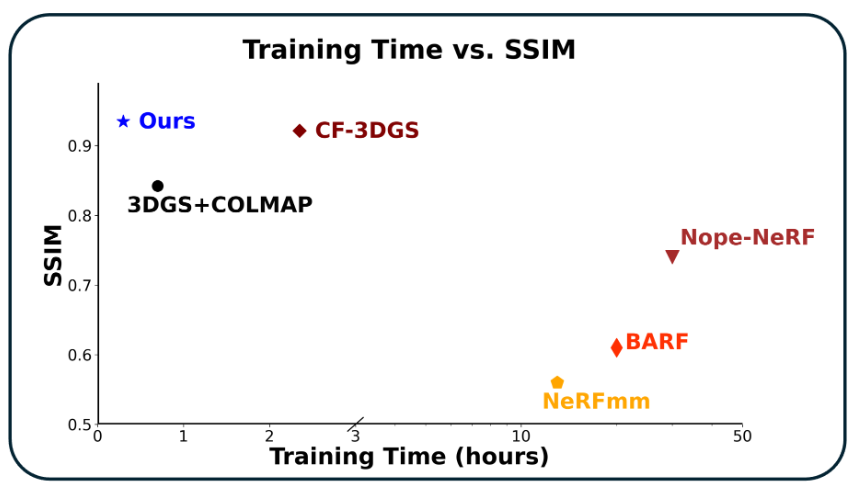 Training Time vs. SSIM
Ours
CF-3DGS
0.9
3DGS+COLMAP
0.8
SSIM
Nope-NeRF
0.7
BARF
0.6
NeRFmm
0.5
0 1 2 3 10 50
Training Time (hours)